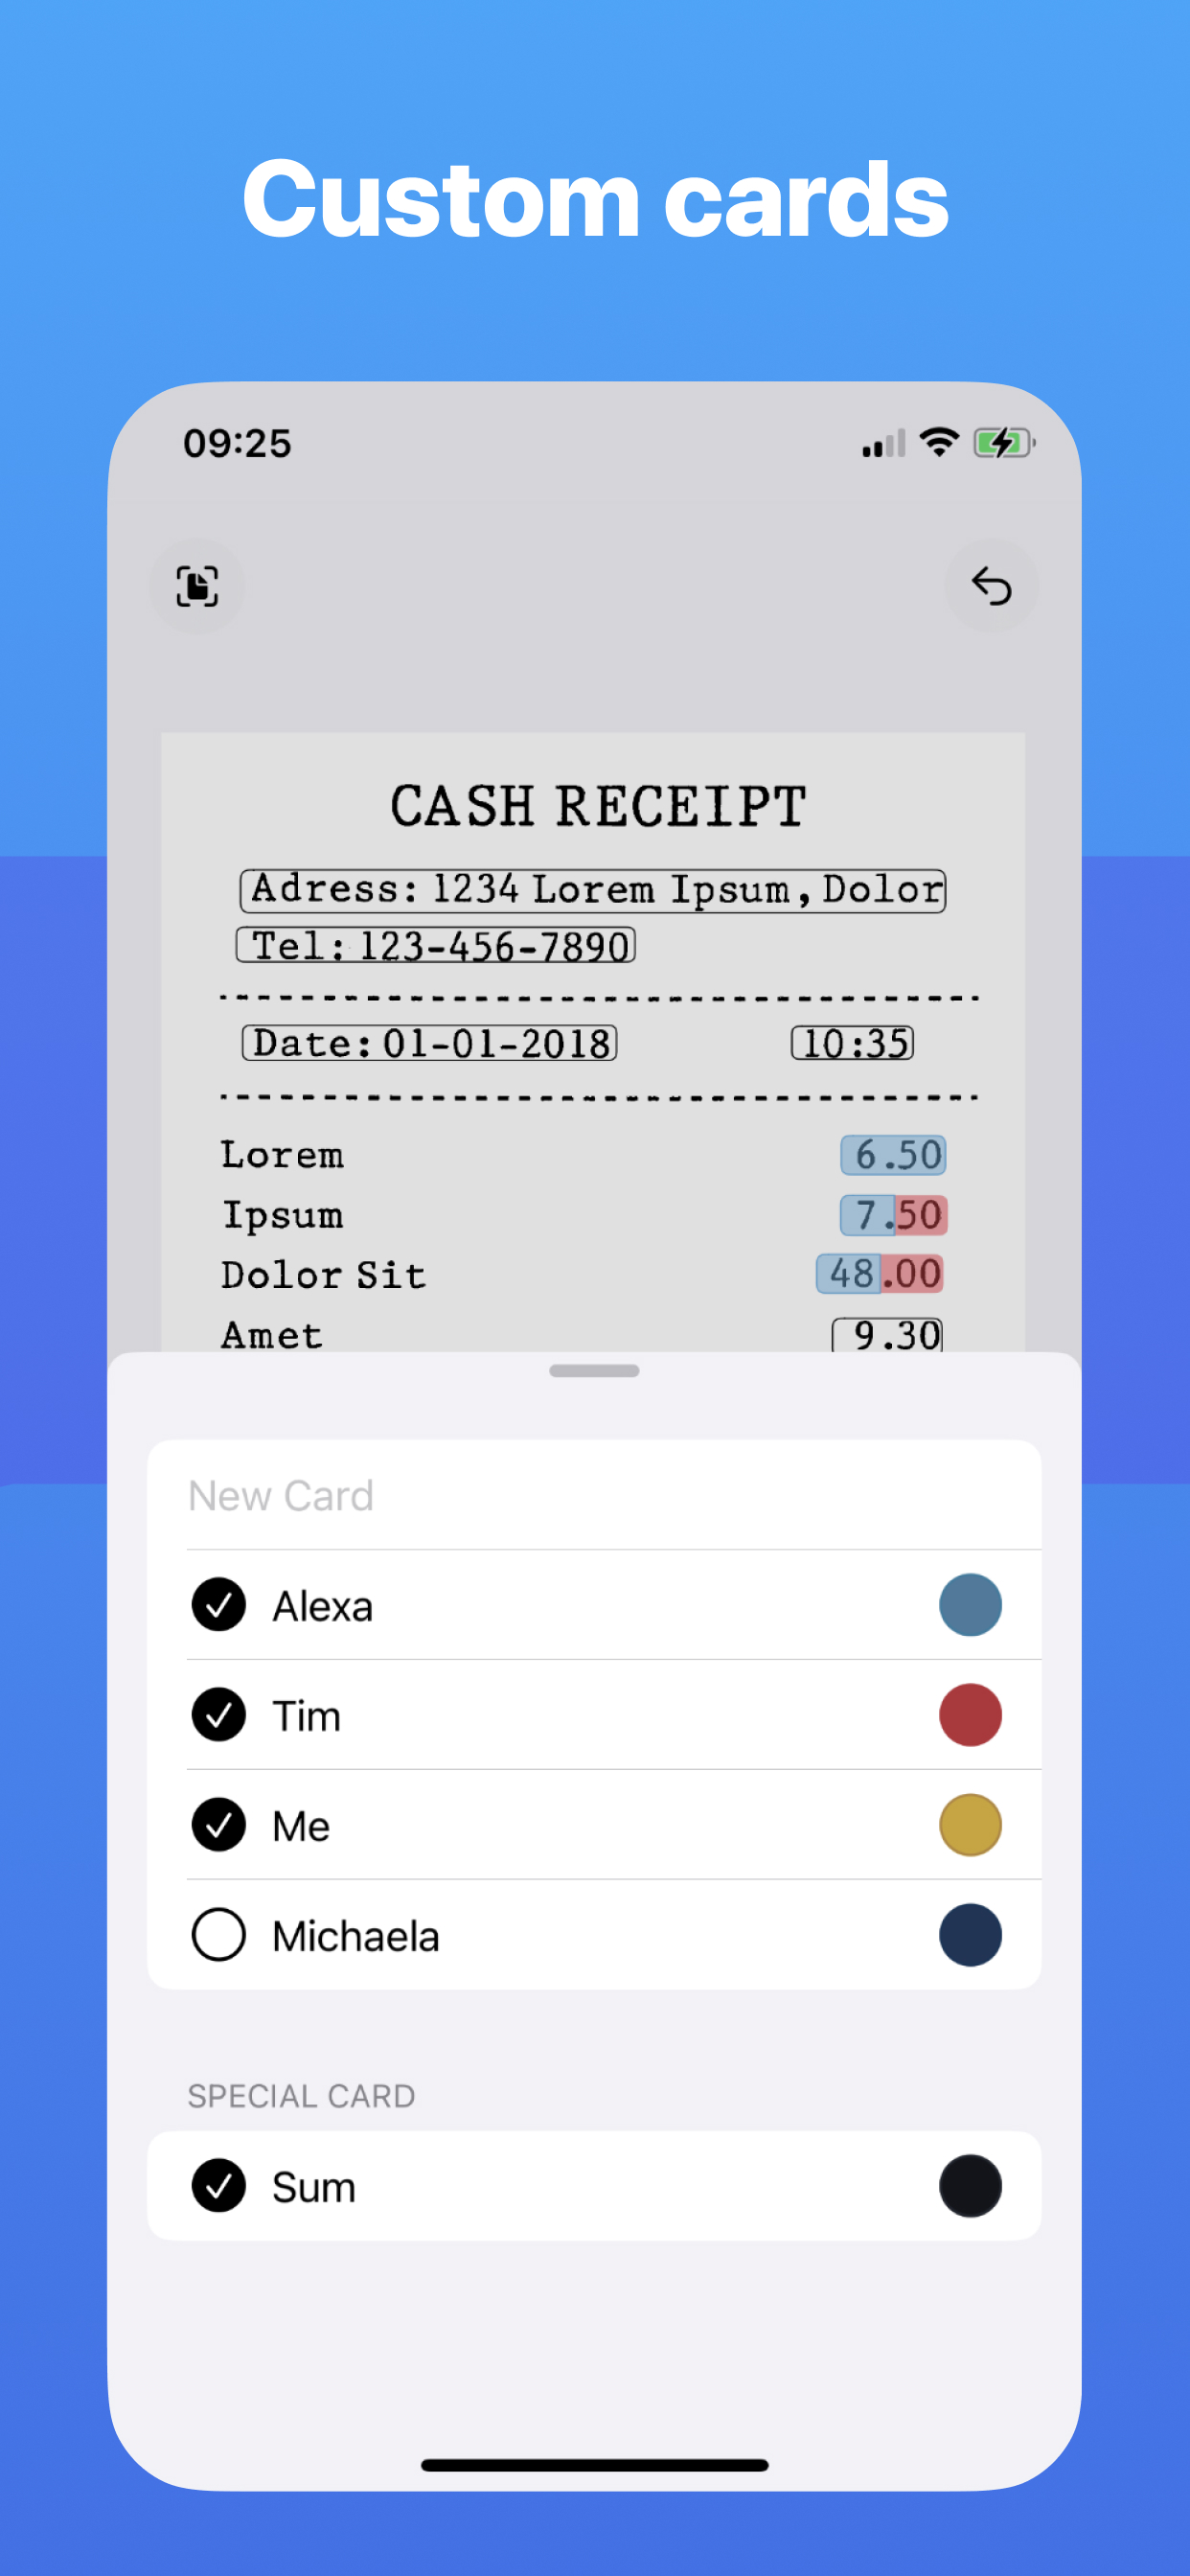 Custom cards
09:25
CASH RECEIPT
Adress: 1234 Lorem Ipsum, Dolor
Tel: 123-456-7890
Date: 01-01-2018 10:35
Lorem 6.50
Ipsum 7.50
Dolor Sit 48.00
Amet 9.30
New Card
Alexa
Tim
Me
Michaela
SPECIAL CARD
Sum